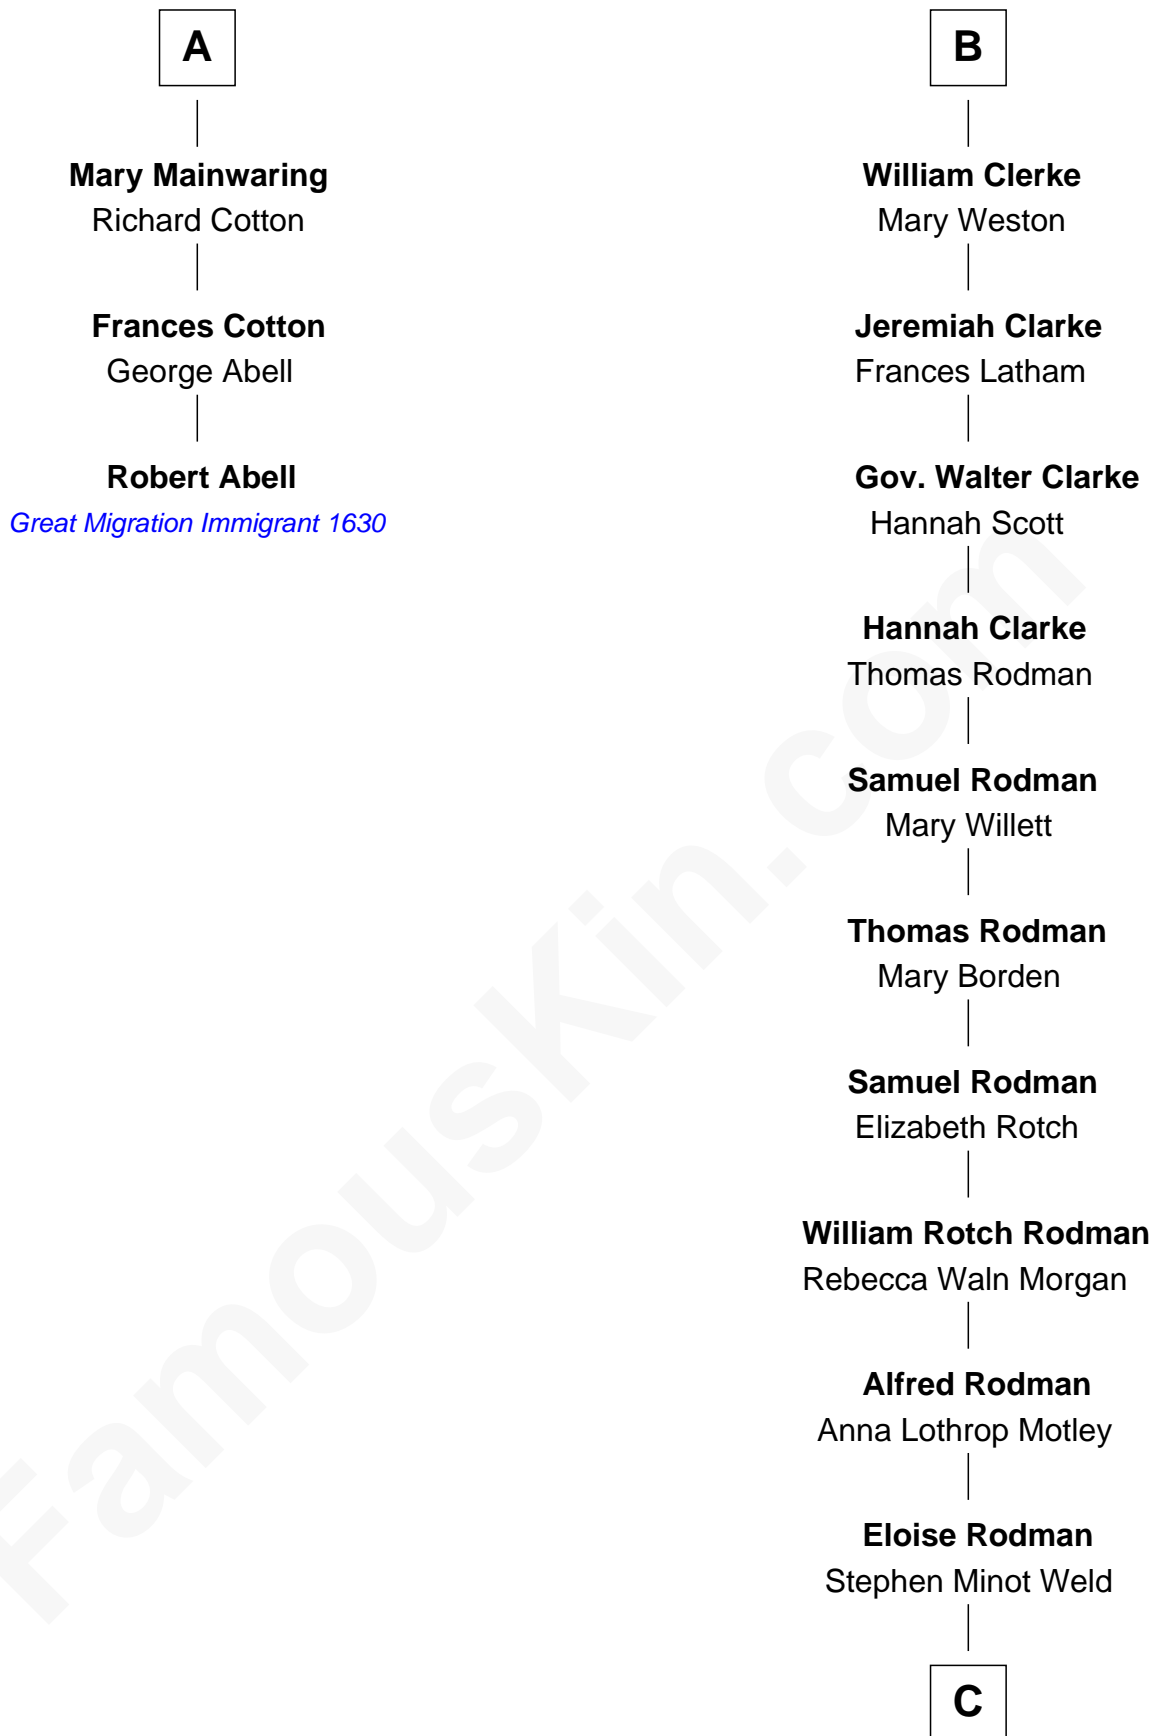 A
Mary Mainwaring
Richard Cotton
Frances Cotton
George Abell
Robert Abell
Great Migration Immigrant 1630
B
William Clerke
Mary Weston
Jeremiah Clarke
Frances Latham
Gov. Walter Clarke
Hannah Scott
Hannah Clarke
Thomas Rodman
Samuel Rodman
Mary Willett
Thomas Rodman
Mary Borden
Samuel Rodman
Elizabeth Rotch
William Rotch Rodman
Rebecca Waln Morgan
Alfred Rodman
Anna Lothrop Motley
Eloise Rodman
Stephen Minot Weld
C
FamousKin.com